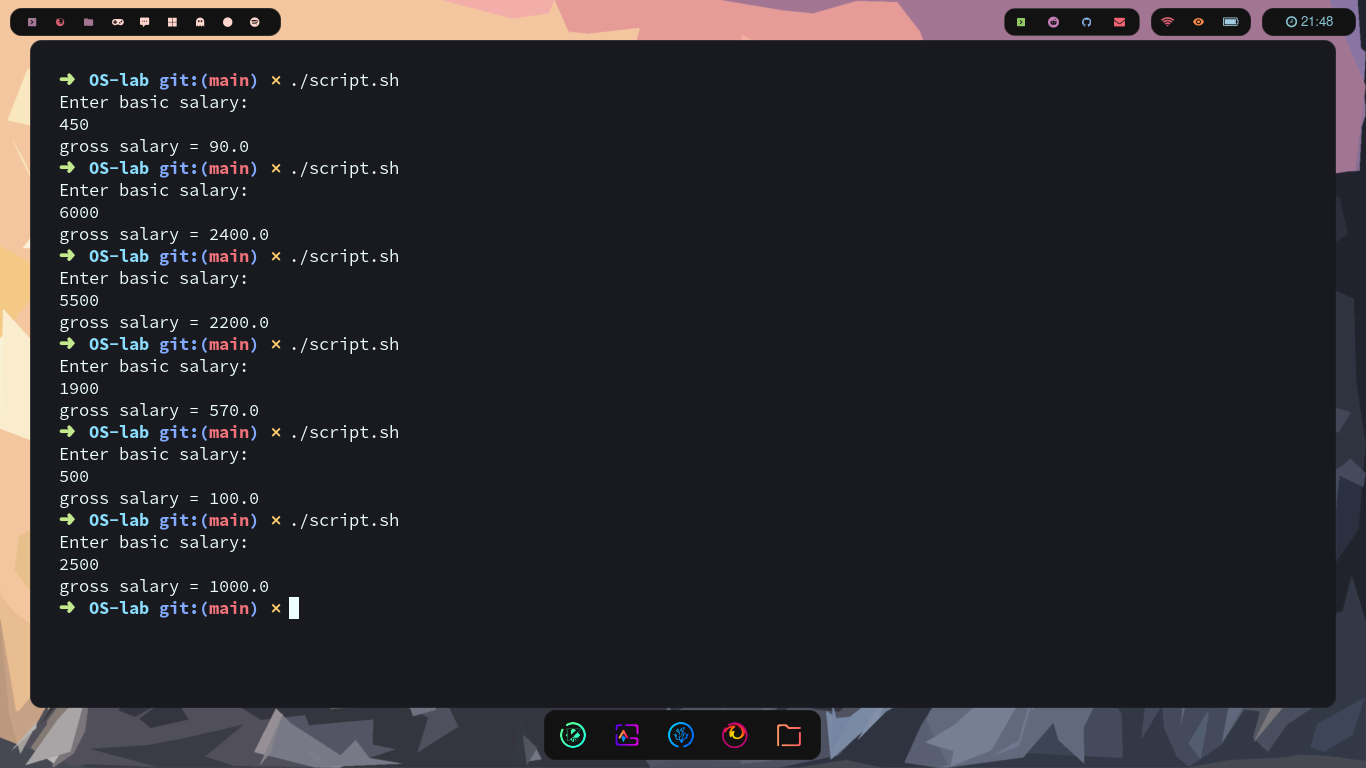 21:48
➜ OS-lab git:(main) × ./script.sh
Enter basic salary:
450
gross salary = 90.0
➜ OS-lab git:(main) × ./script.sh
Enter basic salary:
6000
gross salary = 2400.0
➜ OS-lab git:(main) × ./script.sh
Enter basic salary:
5500
gross salary = 2200.0
➜ OS-lab git:(main) × ./script.sh
Enter basic salary:
1900
gross salary = 570.0
➜ OS-lab git:(main) × ./script.sh
Enter basic salary:
500
gross salary = 100.0
➜ OS-lab git:(main) × ./script.sh
Enter basic salary:
2500
gross salary = 1000.0
➜ OS-lab git:(main) ×